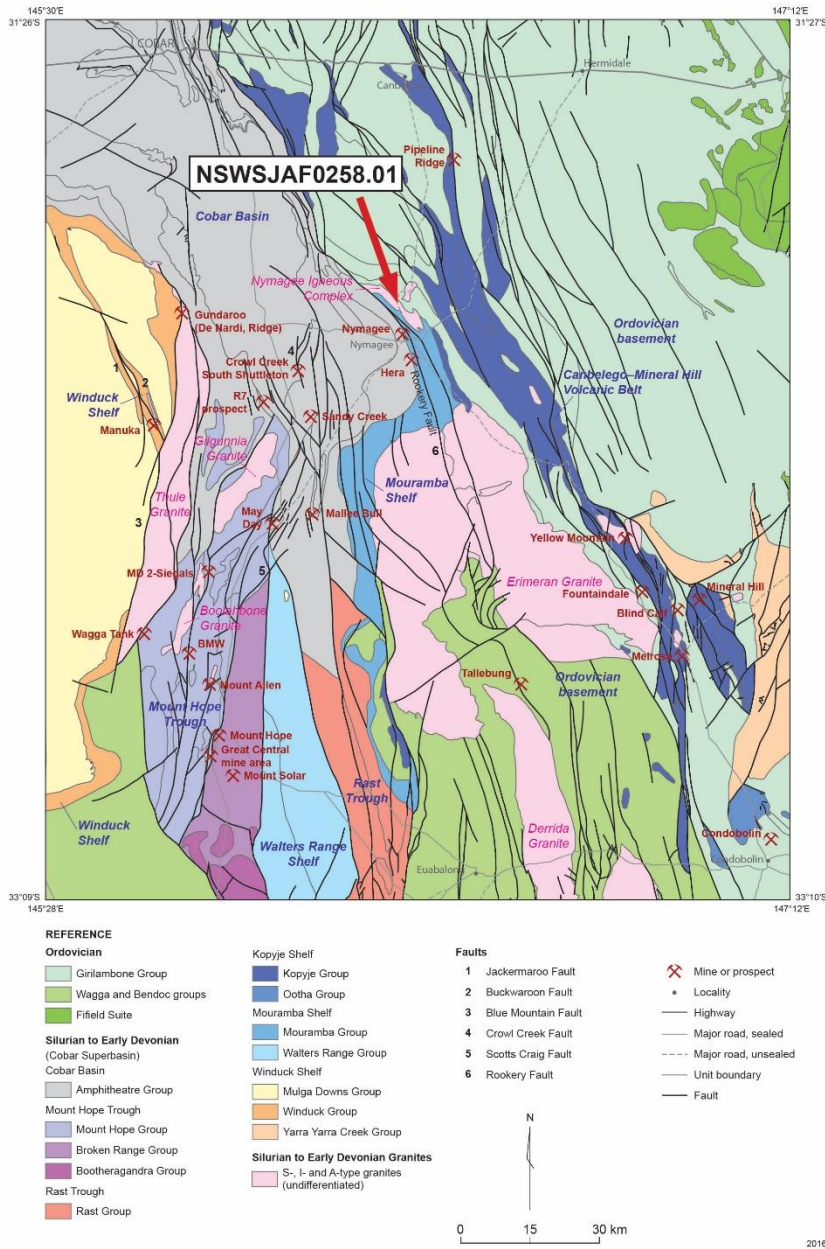 145°30'E
147°12'E
31°26'S
31°27'S
COBAR
Hermidale
Pipeline
Ridge
NSWSJAF0258.01
Cobar Basin
Nymagee Igneous
Complex
Ordovician
basement
Gundaroo
(De Nardi, Ridge)
Nymagee
Nymagee
Canbelego–Mineral Hill
Volcanic Belt
1
4
Crowl Creek
South Shuttleton
Hera
Rookery Fault
2
Winduck
Shelf
R7
prospect
Sandy Creek
Manuka
Gilgunnia
Granite
6
Mouramba
Shelf
Thule
Granite
3
May
Day
Mallee Bull
Yellow Mountain
MD 2-Siegals
5
Erimeran Granite
Fountaindale
Mineral Hill
Blind Calf
Boolahbone
Granite
Wagga Tank
BMW
Melrose
Tallebung
Ordovician
basement
Mount Allen
Mount Hope
Trough
Mount Hope
Great Central
mine area
Mount Solar
Rast
Trough
Winduck
Shelf
Walters Range
Shelf
Derrida
Granite
Condobolin
Condobolin
Euabalong
33°09'S
33°10'S
145°28'E
147°12'E
REFERENCE
Ordovician
Girilambone Group
Wagga and Bendoc groups
Fifield Suite
Silurian to Early Devonian
(Cobar Superbasin)
Cobar Basin
Amphitheatre Group
Mount Hope Trough
Mount Hope Group
Broken Range Group
Bootheragandra Group
Rast Trough
Rast Group
Kopyje Shelf
Kopyje Group
Ootha Group
Mouramba Shelf
Mouramba Group
Walters Range Group
Winduck Shelf
Mulga Downs Group
Winduck Group
Yarra Yarra Creek Group
Silurian to Early Devonian Granites
S-, I- and A-type granites
(undifferentiated)
Faults
1 Jackermaroo Fault
2 Buckwaroon Fault
3 Blue Mountain Fault
4 Crowl Creek Fault
5 Scotts Craig Fault
6 Rookery Fault
Mine or prospect
Locality
Highway
Major road, sealed
Major road, unsealed
Unit boundary
Fault
N
0 15 30 km
2016